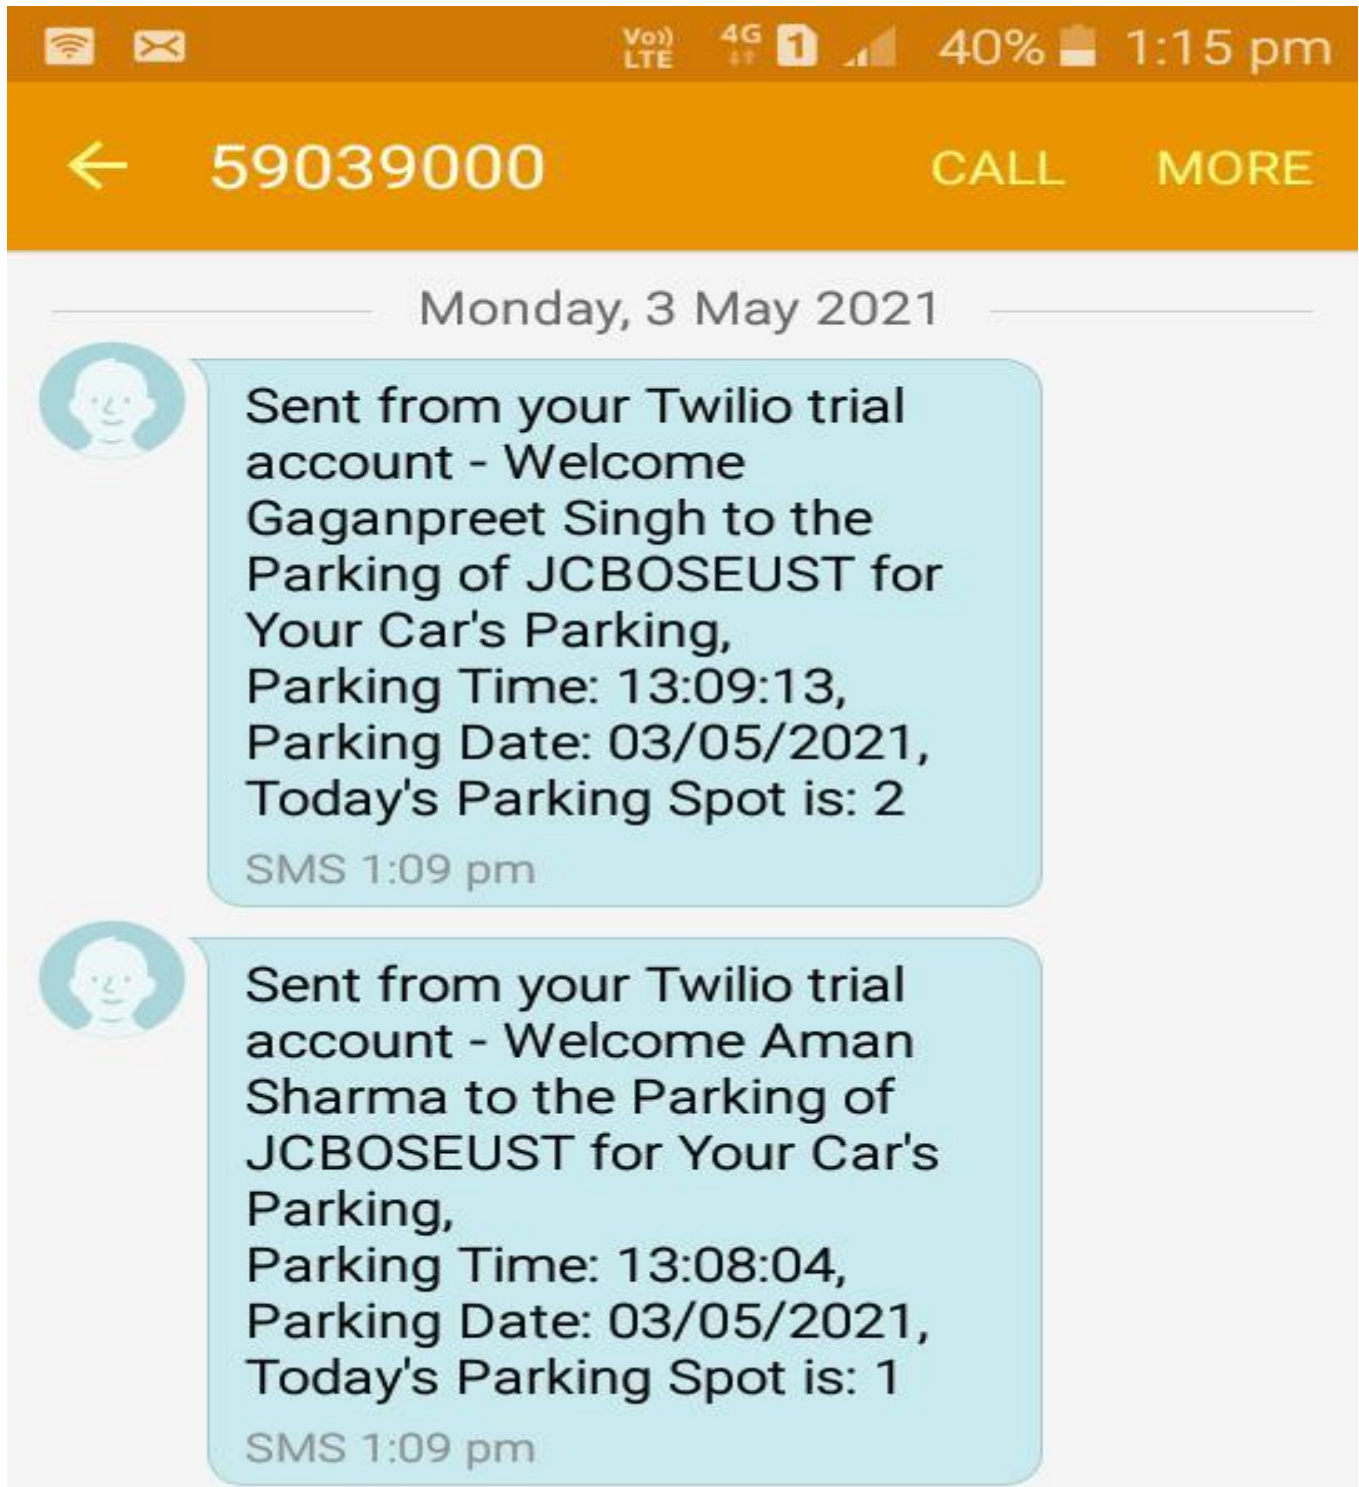 Vo)) LTE 4G 1 40% 1:15 pm
59039000 CALL MORE
Monday, 3 May 2021
Sent from your Twilio trial
account - Welcome
Gaganpreet Singh to the
Parking of JCBOSEUST for
Your Car's Parking,
Parking Time: 13:09:13,
Parking Date: 03/05/2021,
Today's Parking Spot is: 2
SMS 1:09 pm
Sent from your Twilio trial
account - Welcome Aman
Sharma to the Parking of
JCBOSEUST for Your Car's
Parking,
Parking Time: 13:08:04,
Parking Date: 03/05/2021,
Today's Parking Spot is: 1
SMS 1:09 pm